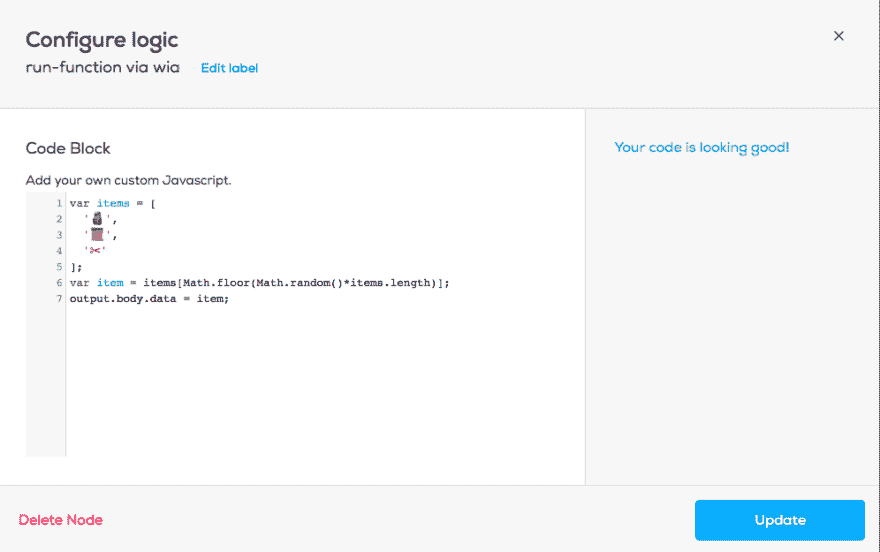 Configure logic
×
run-function via wia Edit label
Code Block
Your code is looking good!
Add your own custom Javascript.
1 var items = [
2 '🗿',
3 '',
4 '✂'
5 ];
6 var item = items[Math.floor(Math.random()*items.length)];
7 output.body.data = item;
Delete Node
Update